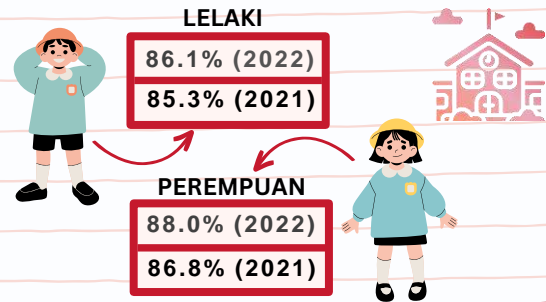 LELAKI
86.1% (2022)
85.3% (2021)
PEREMPUAN
88.0% (2022)
86.8% (2021)